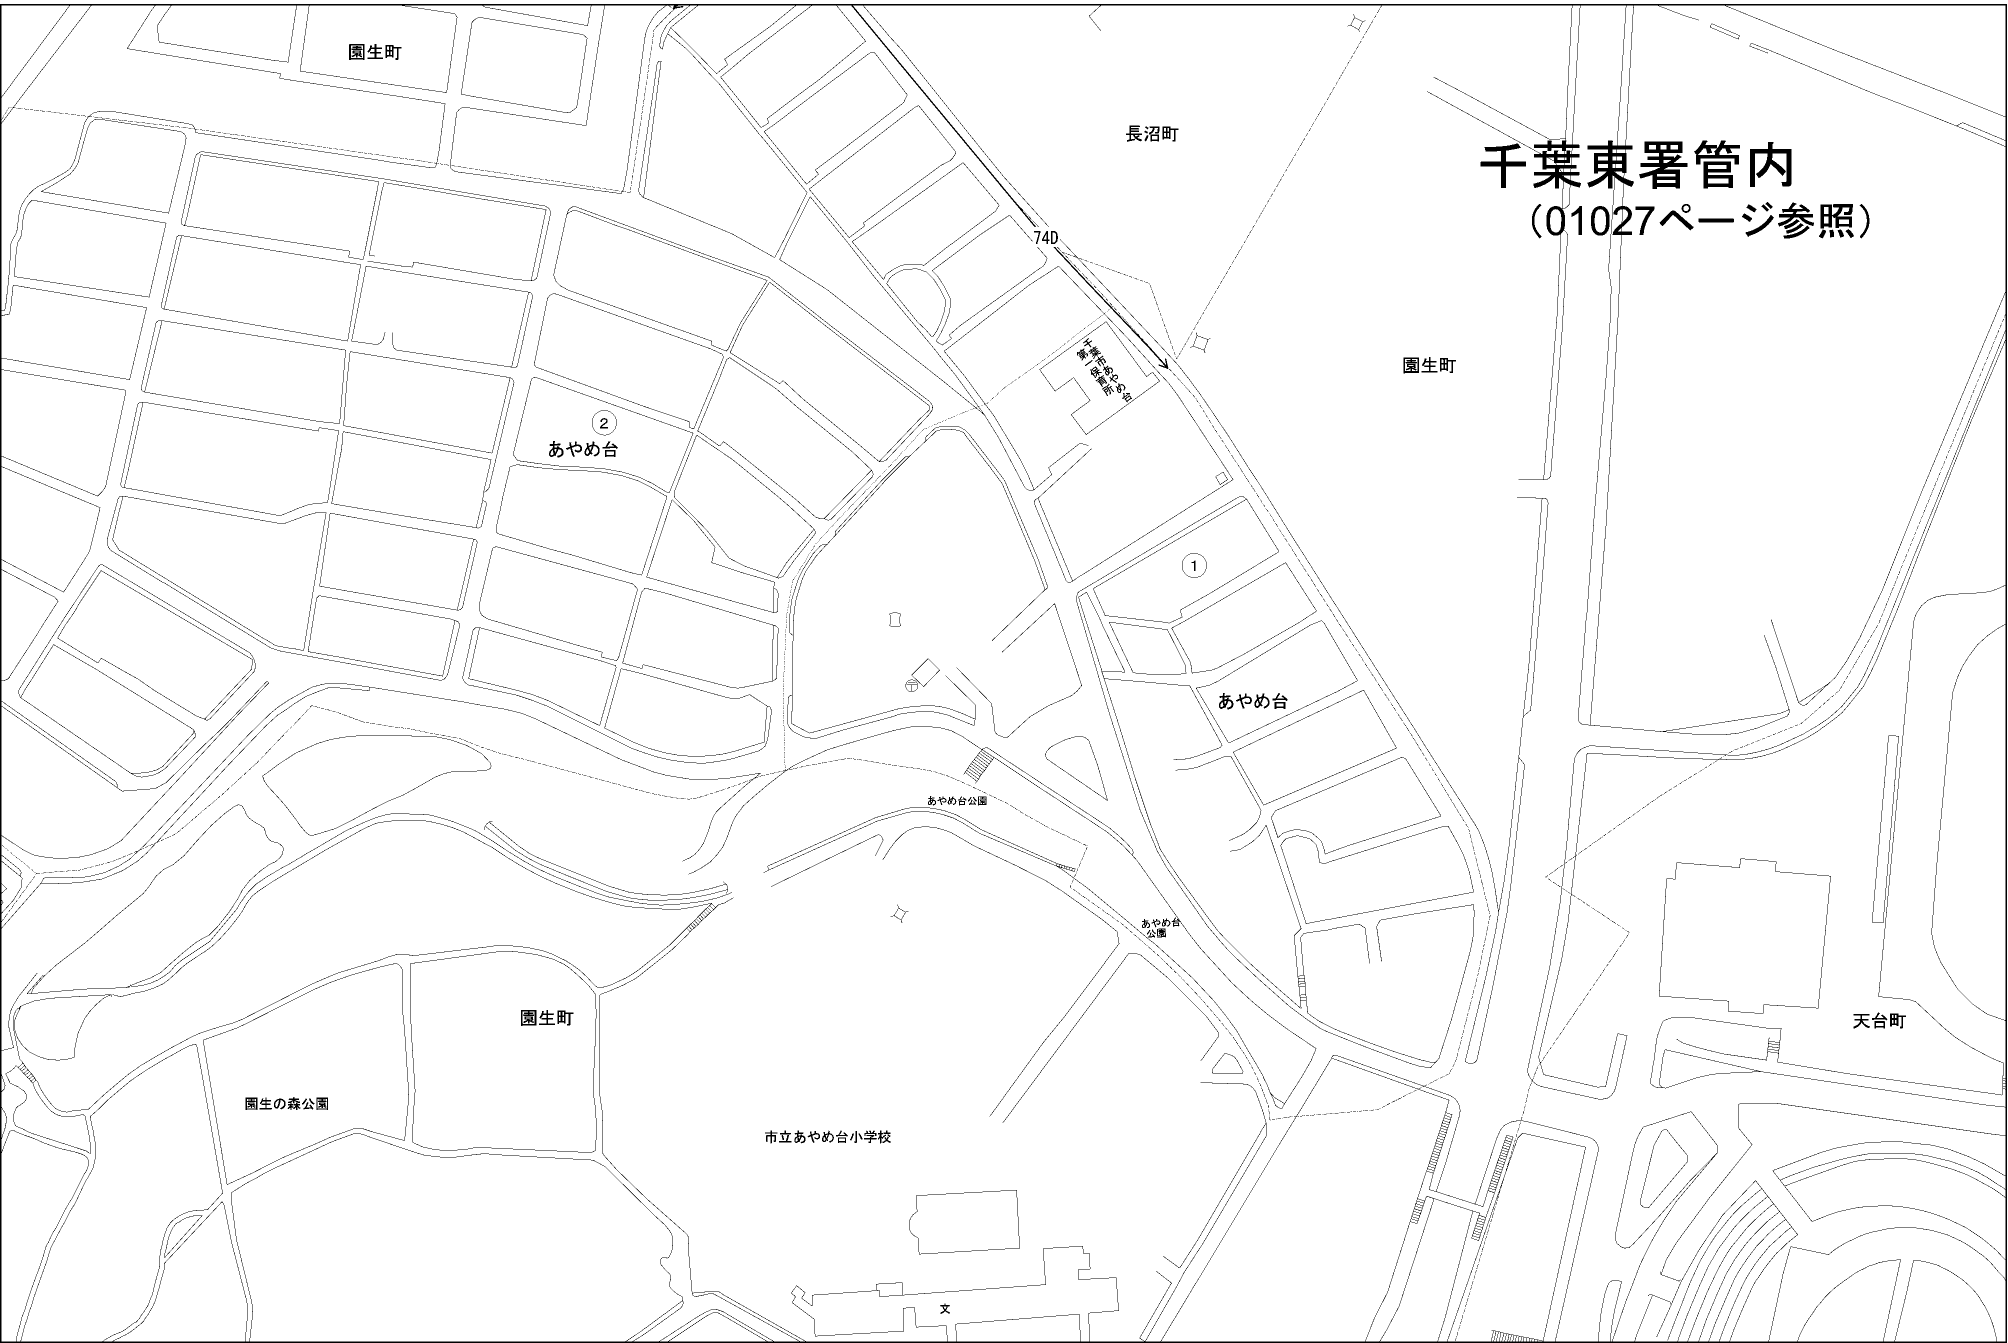 園生町
長沼町
千葉東署管内
（01027ページ参照）
74D
千葉市あやめ台
第一保育所
園生町
2
あやめ台
1
あやめ台
あやめ台公園
あやめ台
公園
園生町
天台町
園生の森公園
市立あやめ台小学校
文